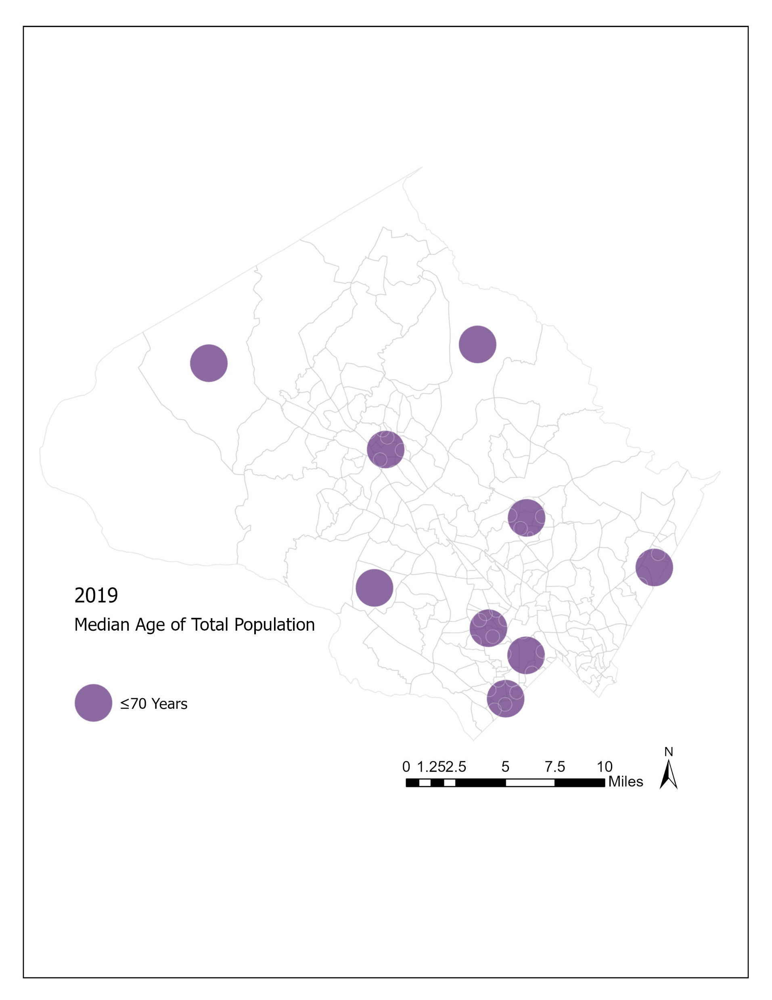 2019
Median Age of Total Population
≤70 Years
N
0 1.252.5 5 7.5 10
Miles